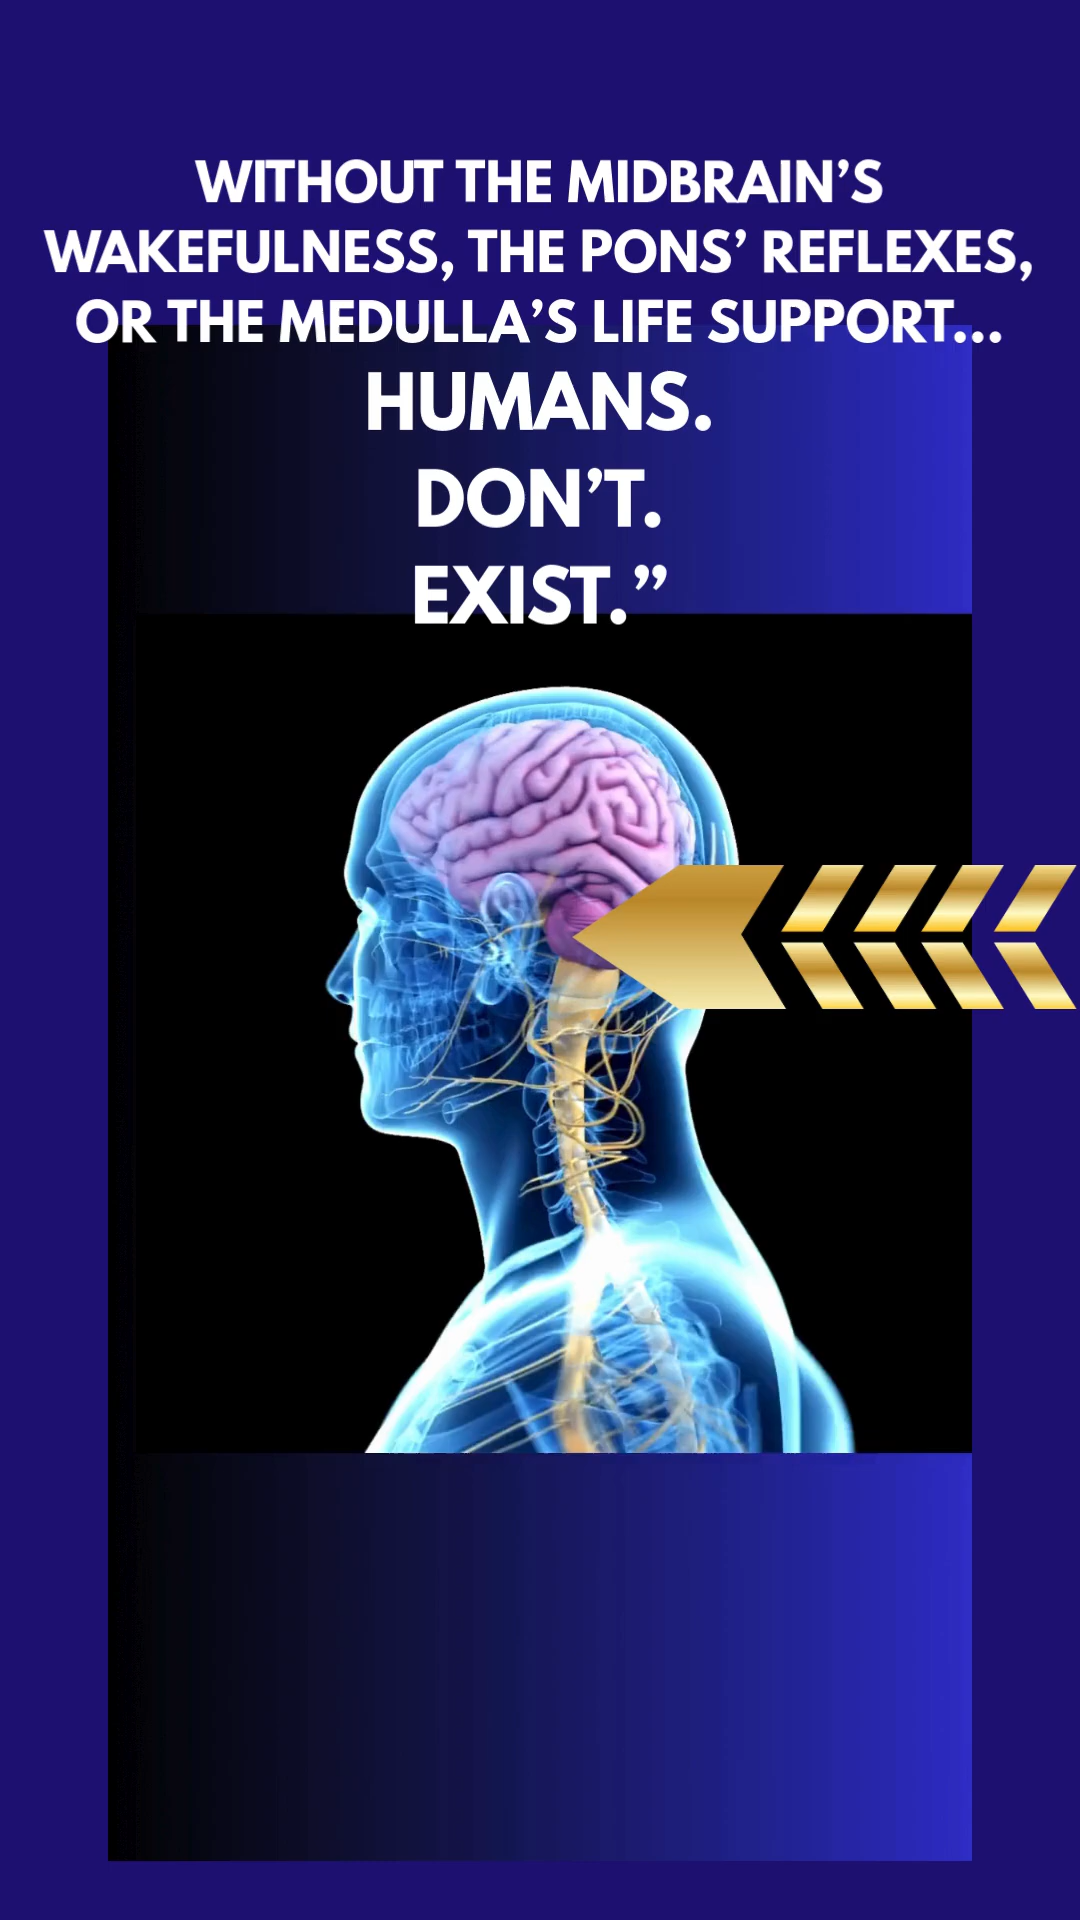 WITHOUT THE MIDBRAIN’S
WAKEFULNESS, THE PONS’ REFLEXES,
OR THE MEDULLA’S LIFE SUPPORT...
HUMANS.
DON’T.
EXIST.”